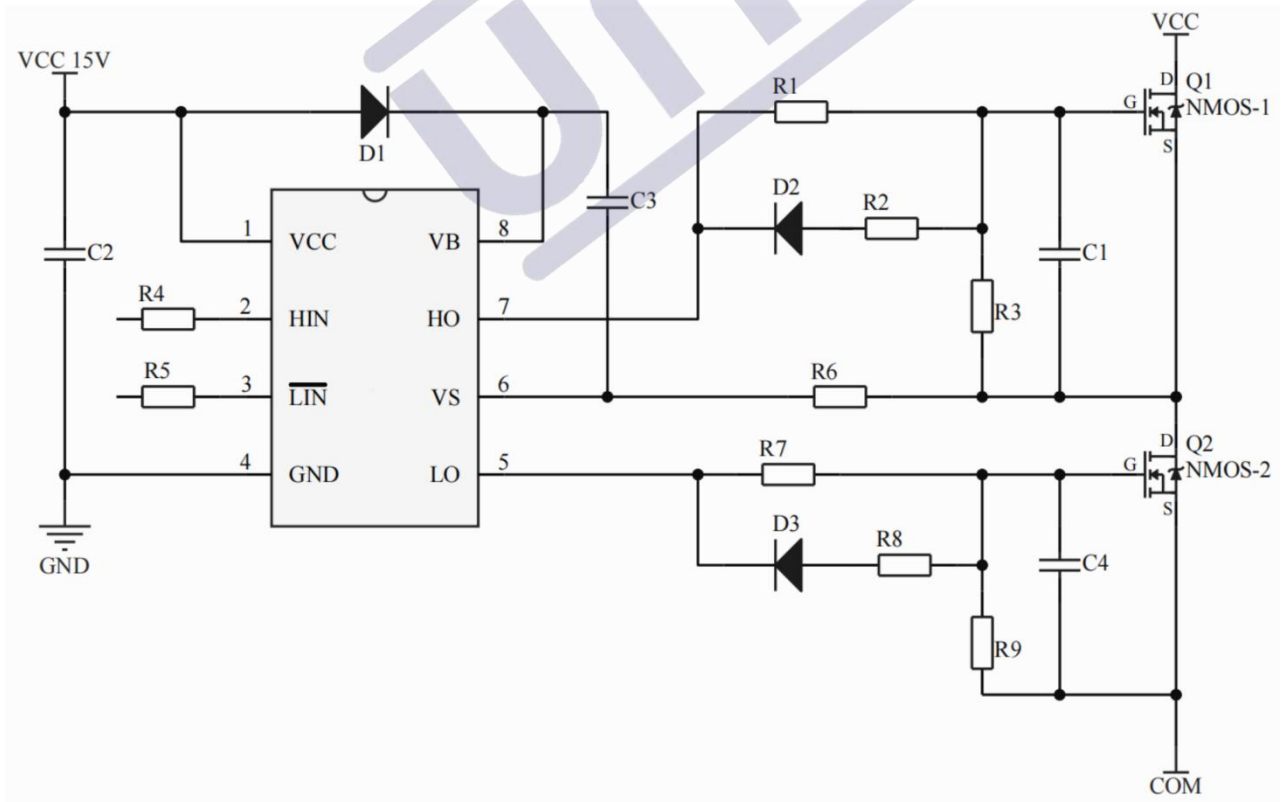 VCC
VCC 15V
R1
D
Q1
G
NMOS-1
S
D1
D2
R2
C3
1
VCC
VB
8
C2
C1
R4
2
HIN
HO
7
R3
R5
3
LIN
VS
6
R6
4
GND
LO
5
R7
D
Q2
G
NMOS-2
S
D3
R8
C4
GND
R9
COM